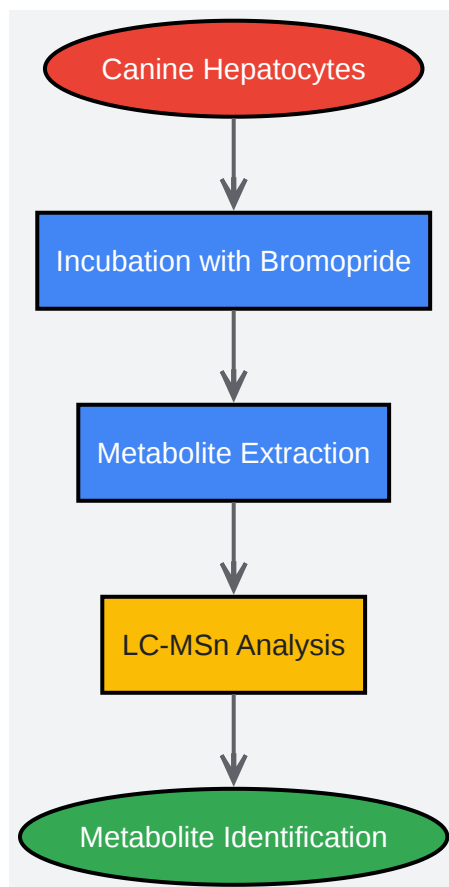 Canine Hepatocytes
Incubation with Bromopride
Metabolite Extraction
LC-MSn Analysis
Metabolite Identification